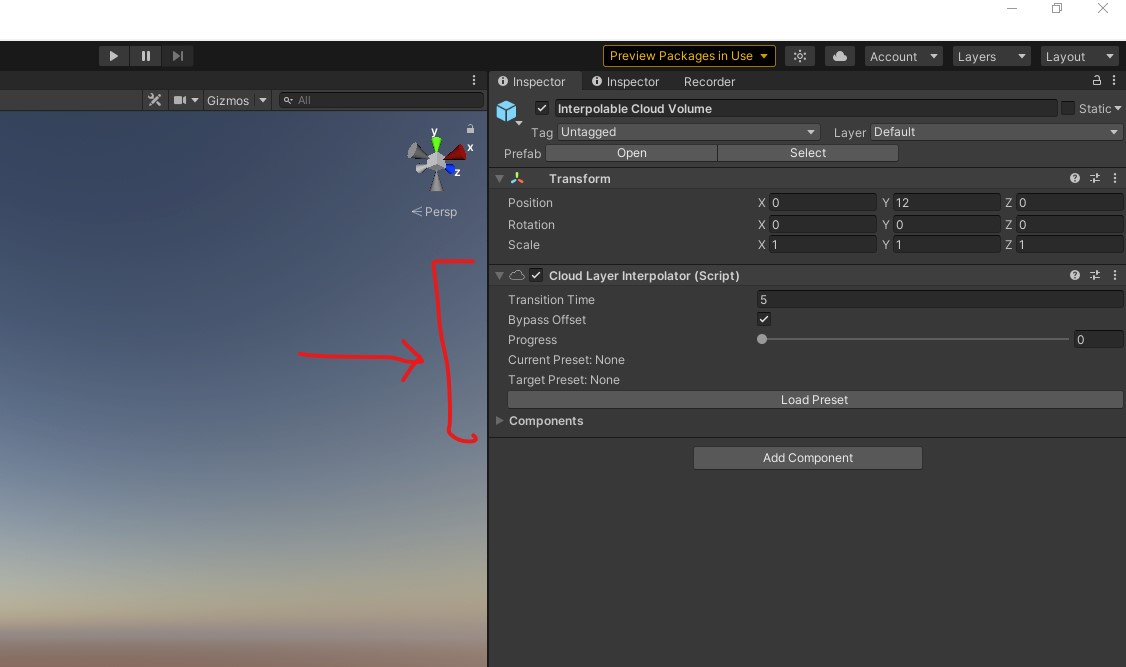 Preview Packages in Use
Account
Layers
Layout
Inspector
Inspector
Recorder
Gizmos
All
Interpolable Cloud Volume
Static
Tag Untagged
Layer Default
Prefab Open Select
y
x
z
Persp
Transform
Position X 0 Y 12 Z 0
Rotation X 0 Y 0 Z 0
Scale X 1 Y 1 Z 1
Cloud Layer Interpolator (Script)
Transition Time 5
Bypass Offset
Progress 0
Current Preset: None
Target Preset: None
Load Preset
Components
Add Component